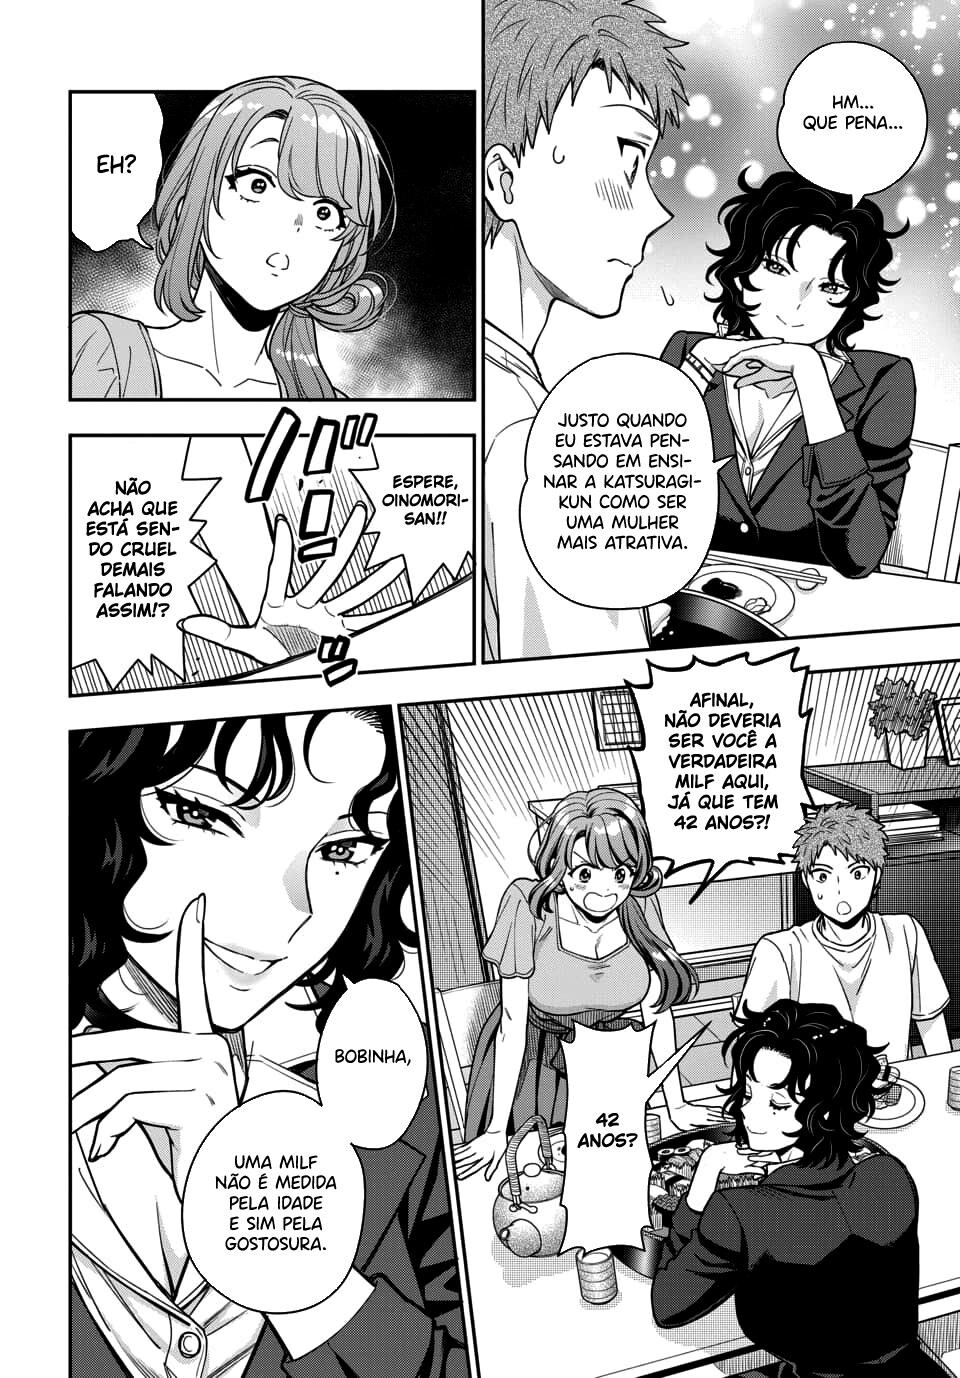 HM...
QUE PENA...
JUSTO QUANDO
EU ESTAVA PEN-
SANDO EM ENSI-
NAR A KATSURAGI-
KUN COMO SER
UMA MULHER
MAIS ATRATIVA.
EH?
ESPERE,
OINOMORI-
SAN!!
NÃO
ACHA QUE
ESTÁ SEN-
DO CRUEL
DEMAIS
FALANDO
ASSIM!?
AFINAL,
NÃO DEVERIA
SER VOCÊ A
VERDADEIRA
MILF AQUI,
JÁ QUE TEM
42 ANOS?!
42
ANOS?
BOBINHA,
UMA MILF
NÃO É MEDIDA
PELA IDADE
E SIM PELA
GOSTOSURA.